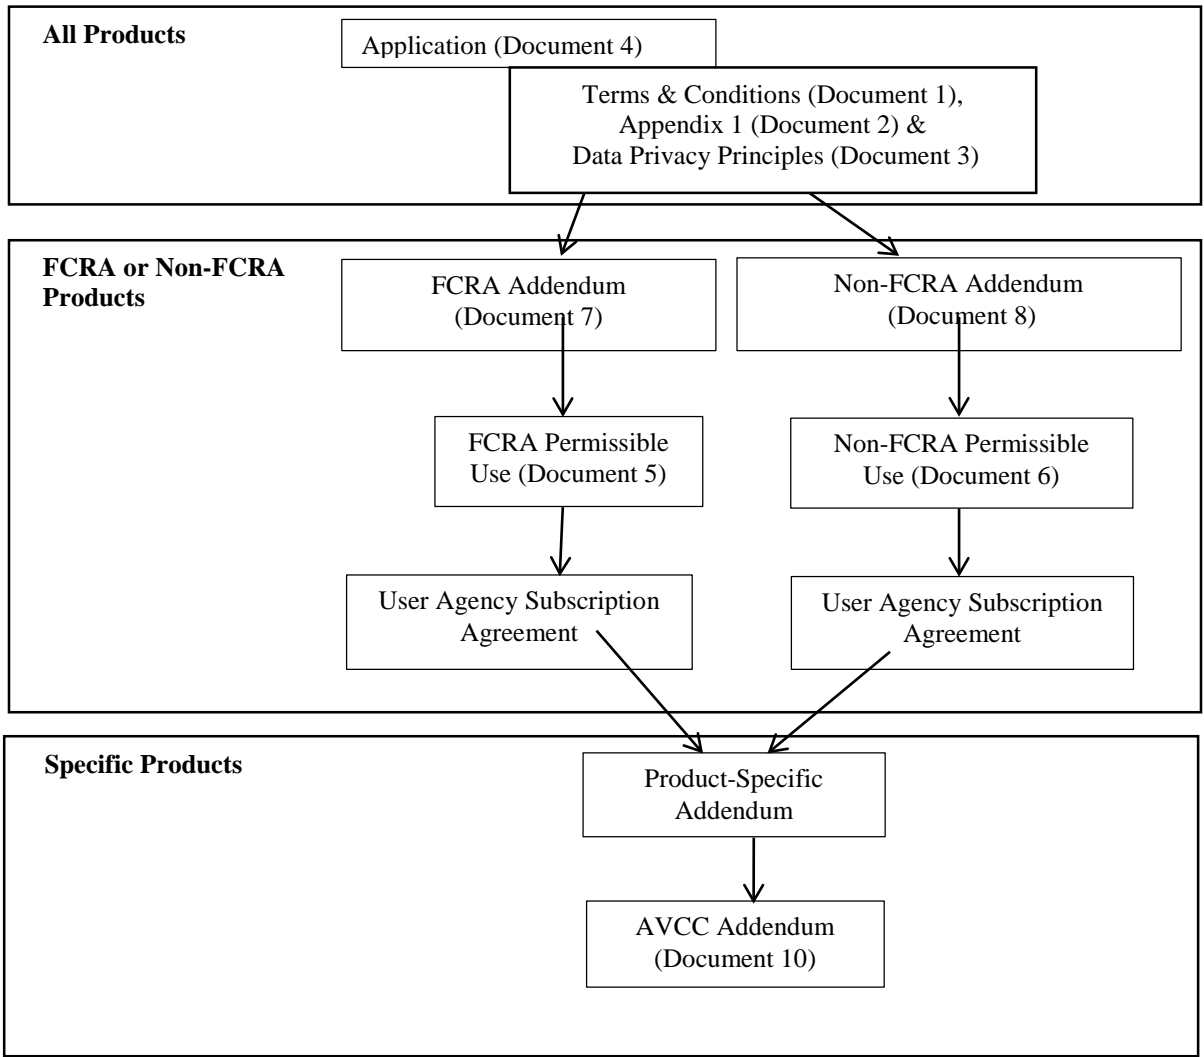 All Products
Application (Document 4)
Terms & Conditions (Document 1),
Appendix 1 (Document 2) &
Data Privacy Principles (Document 3)
FCRA or Non-FCRA
Products
FCRA Addendum
(Document 7)
Non-FCRA Addendum
(Document 8)
FCRA Permissible
Use (Document 5)
Non-FCRA Permissible
Use (Document 6)
User Agency Subscription
Agreement
User Agency Subscription
Agreement
Specific Products
Product-Specific
Addendum
AVCC Addendum
(Document 10)